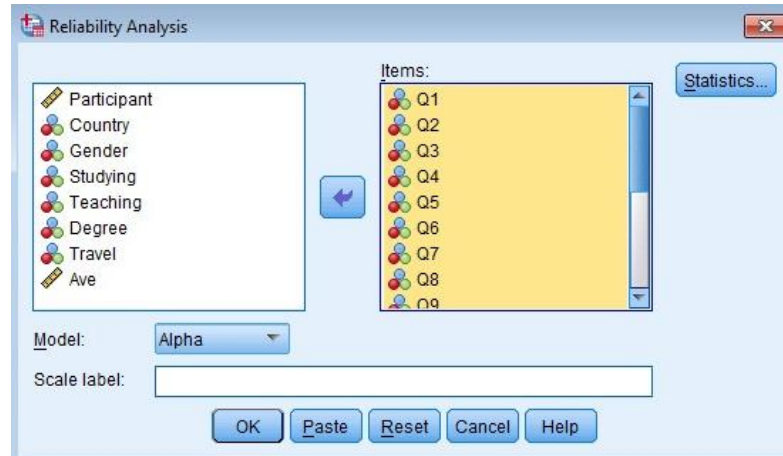 Reliability Analysis
Items:
Statistics...
Participant
Country
Gender
Studying
Teaching
Degree
Travel
Ave
Q1
Q2
Q3
Q4
Q5
Q6
Q7
Q8
Q9
Model:
Alpha
Scale label:
OK
Paste
Reset
Cancel
Help